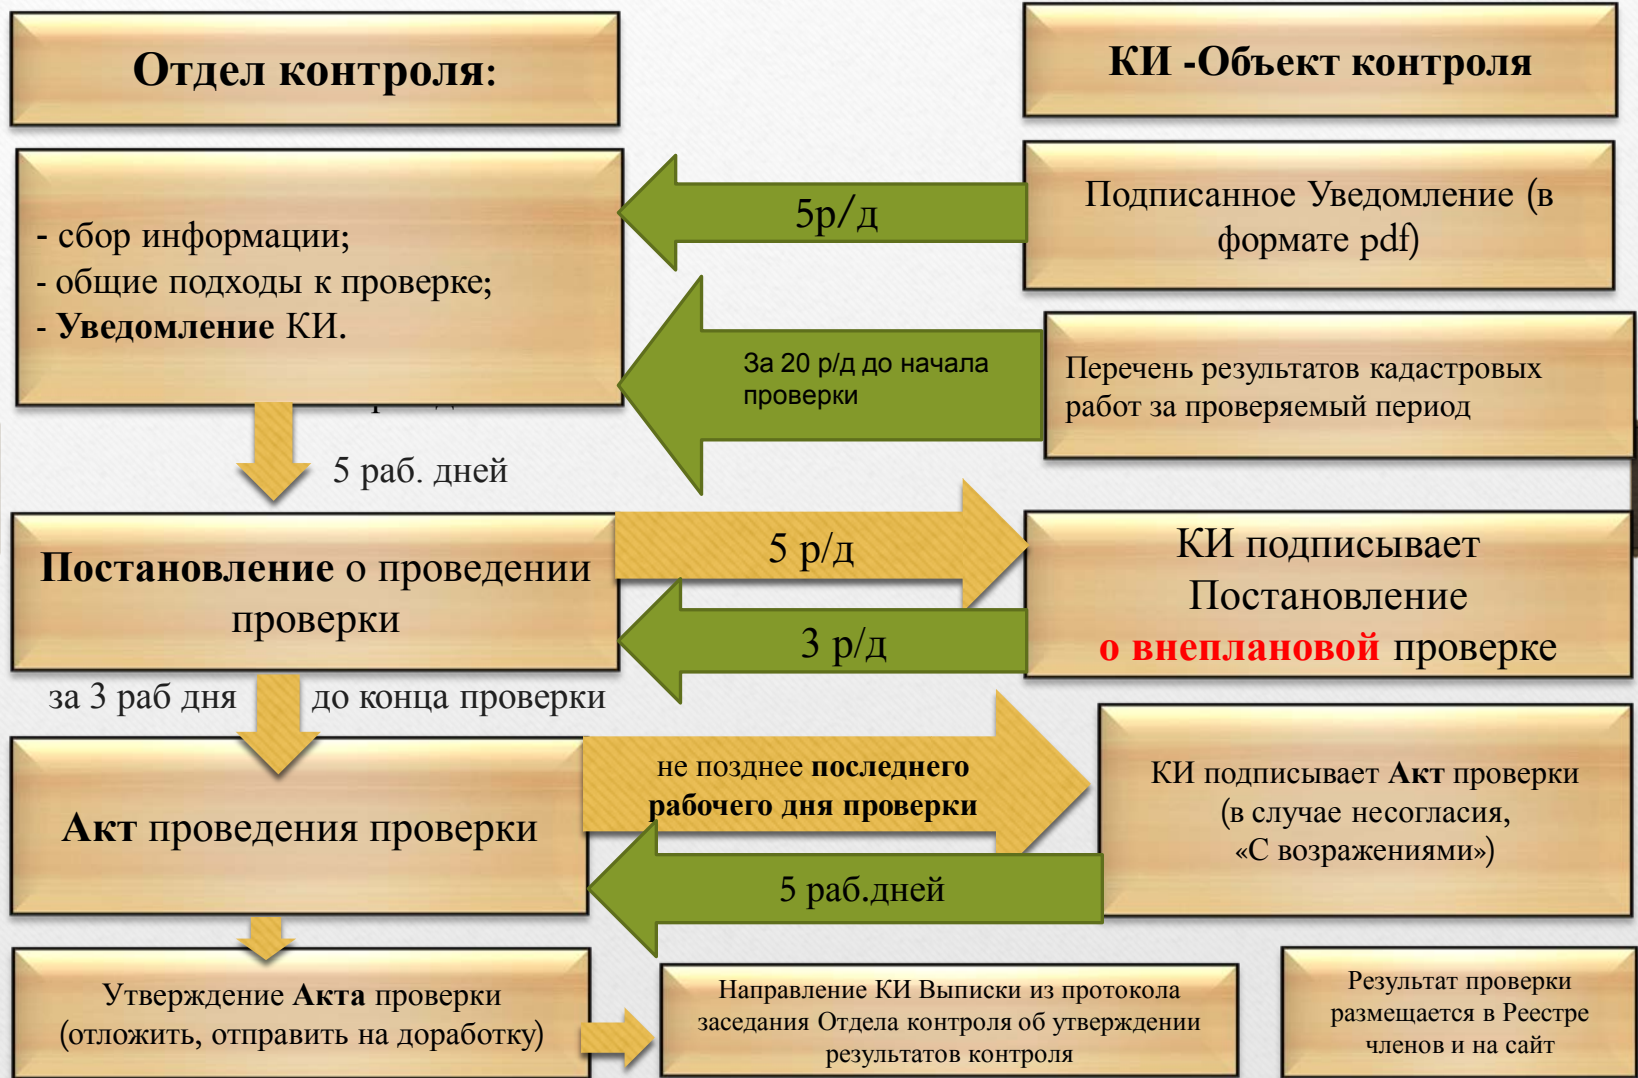 Отдел контроля:
КИ -Объект контроля
- сбор информации;
- общие подходы к проверке;
- Уведомление КИ.
5р/д
Подписанное Уведомление (в
формате pdf)
За 20 р/д до начала
проверки
Перечень результатов кадастровых
работ за проверяемый период
5 раб. дней
Постановление о проведении
проверки
5 р/д
3 р/д
КИ подписывает
Постановление
о внеплановой проверке
за 3 раб дня до конца проверки
Акт проведения проверки
не позднее последнего
рабочего дня проверки
5 раб.дней
КИ подписывает Акт проверки
(в случае несогласия,
«С возражениями»)
Утверждение Акта проверки
(отложить, отправить на доработку)
Направление КИ Выписки из протокола
заседания Отдела контроля об утверждении
результатов контроля
Результат проверки
размещается в Реестре
членов и на сайт